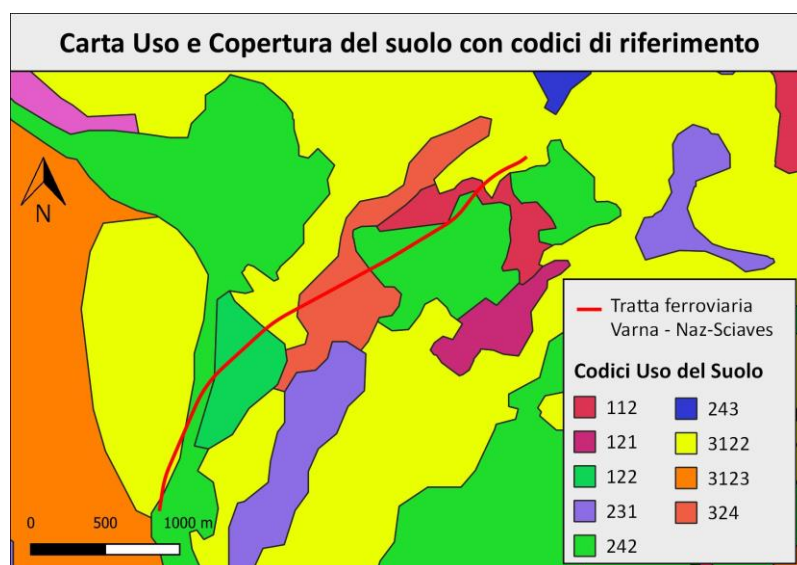 Carta Uso e Copertura del suolo con codici di riferimento
N
Tratta ferroviaria
Varna - Naz-Sciaves
Codici Uso del Suolo
112 243
121 3122
122 3123
231 324
242
0 500 1000 m